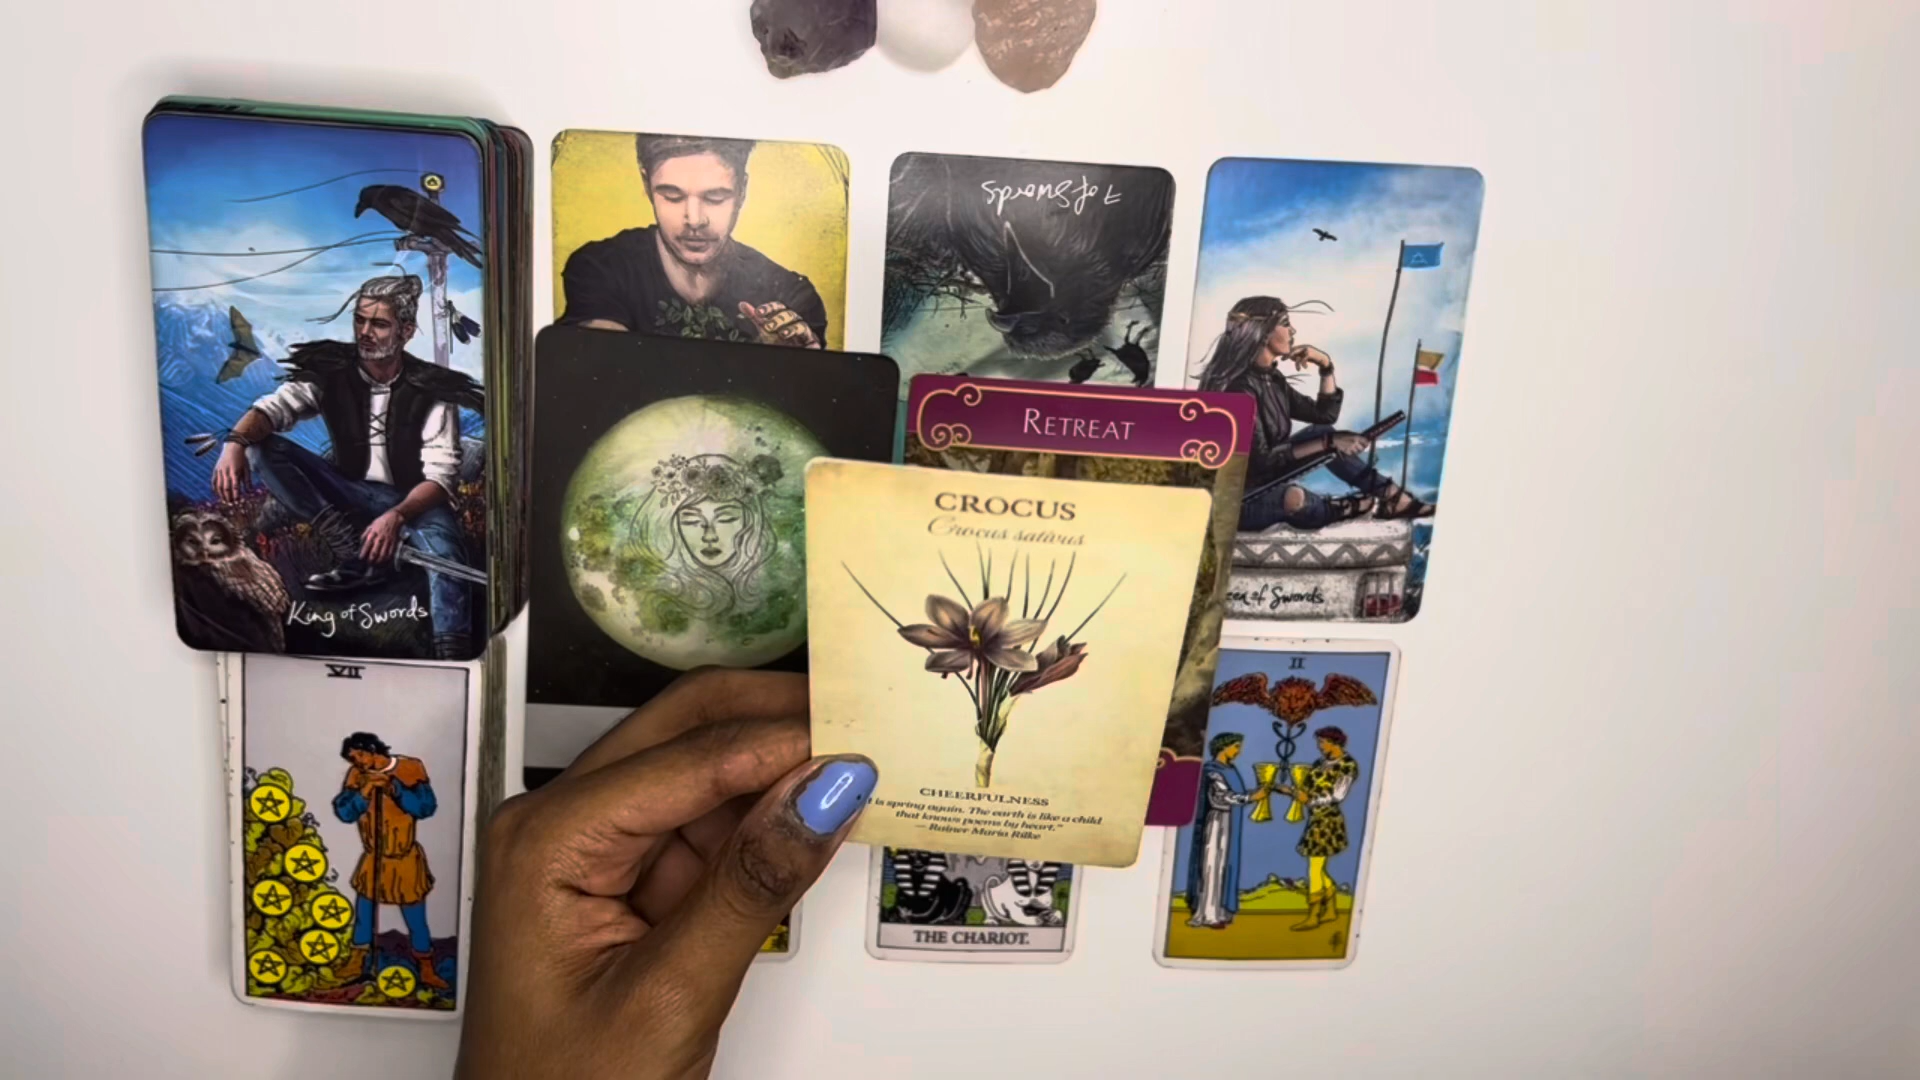 7 of Swords
King of Swords
RETREAT
CROCUS
Crocus sativus
CHEERFULNESS
t is spring again. The earth is like a child
that knows poems by heart."
— Rainer Maria Rilke
of Swords
VII
II
THE CHARIOT.